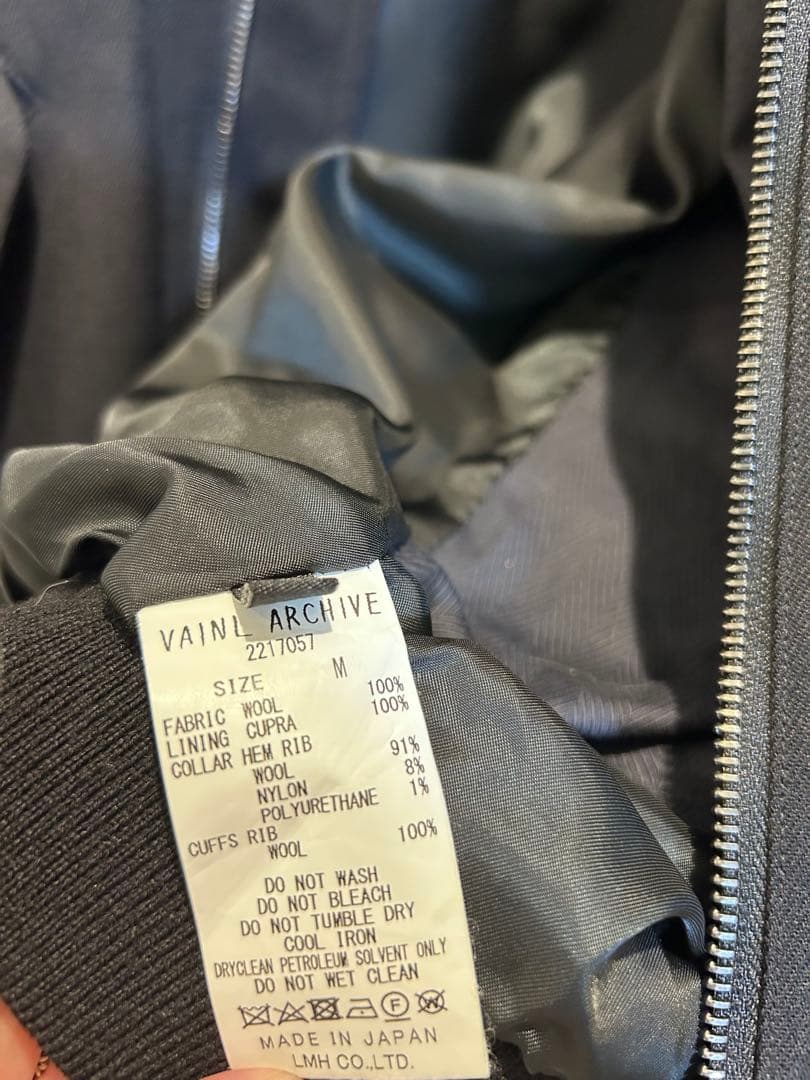 VAINL ARCHIVE
2217057
SIZE M
FABRIC WOOL 100%
LINING CUPRA 100%
COLLAR HEM RIB
WOOL 91%
NYLON 8%
POLYURETHANE 1%
CUFFS RIB
WOOL 100%
DO NOT WASH
DO NOT BLEACH
DO NOT TUMBLE DRY
COOL IRON
DRYCLEAN PETROLEUM SOLVENT ONLY
DO NOT WET CLEAN
F W
MADE IN JAPAN
LMH CO.,LTD.